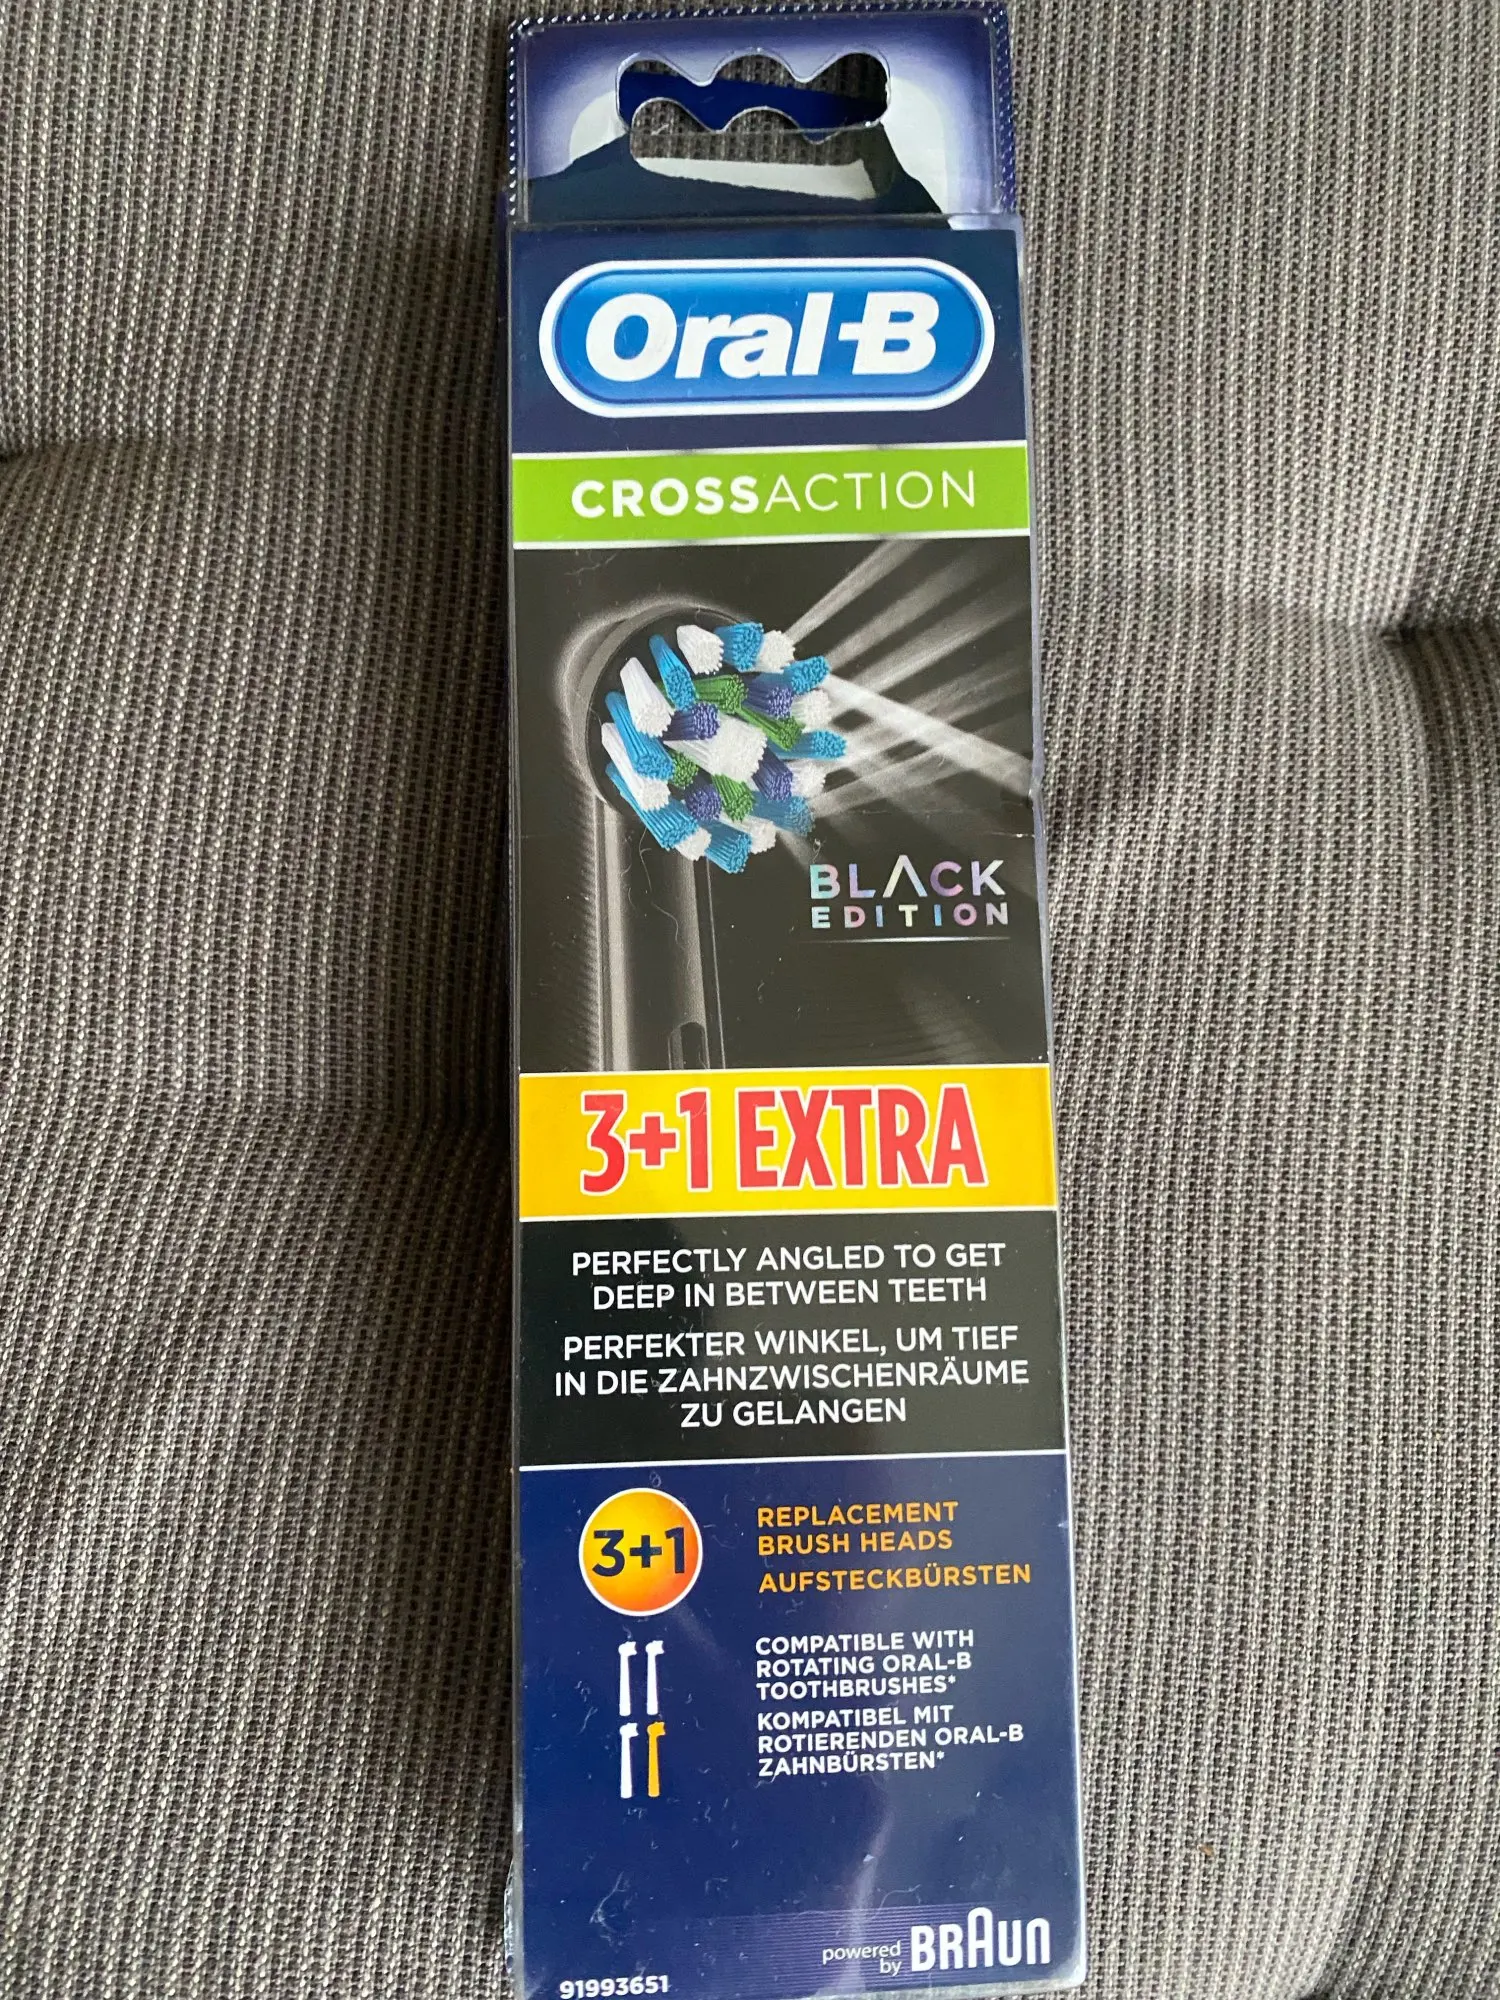 Oral-B
CROSSACTION
BLACK
EDITION
3+1 EXTRA
PERFECTLY ANGLED TO GET
DEEP IN BETWEEN TEETH
PERFEKTER WINKEL, UM TIEF
IN DIE ZAHNZWISCHENRÄUME
ZU GELANGEN
3+1
REPLACEMENT
BRUSH HEADS
AUFSTECKBÜRSTEN
COMPATIBLE WITH
ROTATING ORAL-B
TOOTHBRUSHES*
KOMPATIBEL MIT
ROTIERENDEN ORAL-B
ZAHNBÜRSTEN*
powered
by
BRAUN
91993651